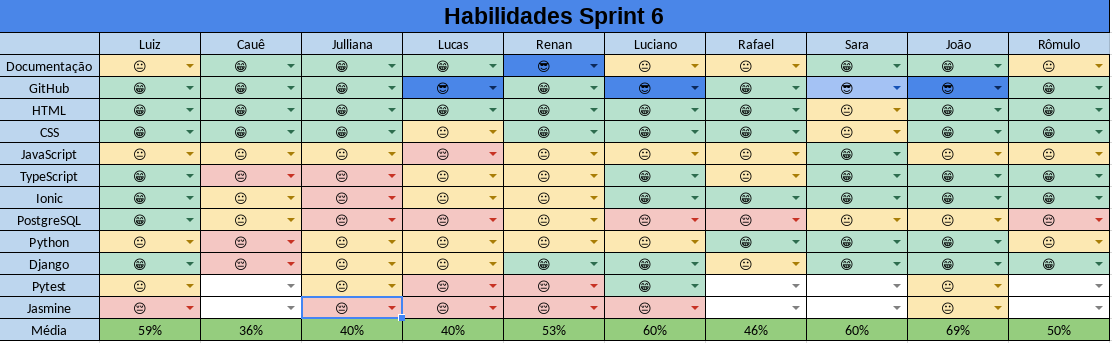 Habilidades Sprint 6
Luiz Cauê Julliana Lucas Renan Luciano Rafael Sara João Rômulo
Documentação 😐 😁 😁 😁 😎 😐 😐 😁 😁 😐
GitHub 😁 😁 😁 😎 😁 😎 😁 😎 😎 😁
HTML 😁 😁 😁 😁 😁 😁 😁 😐 😁 😁
CSS 😁 😁 😁 😐 😁 😁 😁 😐 😁 😁
JavaScript 😐 😐 😐 😔 😐 😐 😐 😁 😐 😐
TypeScript 😁 😔 😔 😐 😐 😁 😐 😁 😁 😁
Ionic 😁 😐 😔 😐 😐 😁 😁 😁 😁 😁
PostgreSQL 😁 😐 😔 😔 😐 😔 😔 😐 😐 😔
Python 😐 😔 😐 😐 😐 😐 😁 😁 😁 😐
Django 😁 😔 😐 😐 😁 😁 😐 😁 😁 😁
Pytest 😐 😐 😔 😔 😁 😐
Jasmine 😔 😔 😔 😔 😔 😐
Média 59% 36% 40% 40% 53% 60% 46% 60% 69% 50%